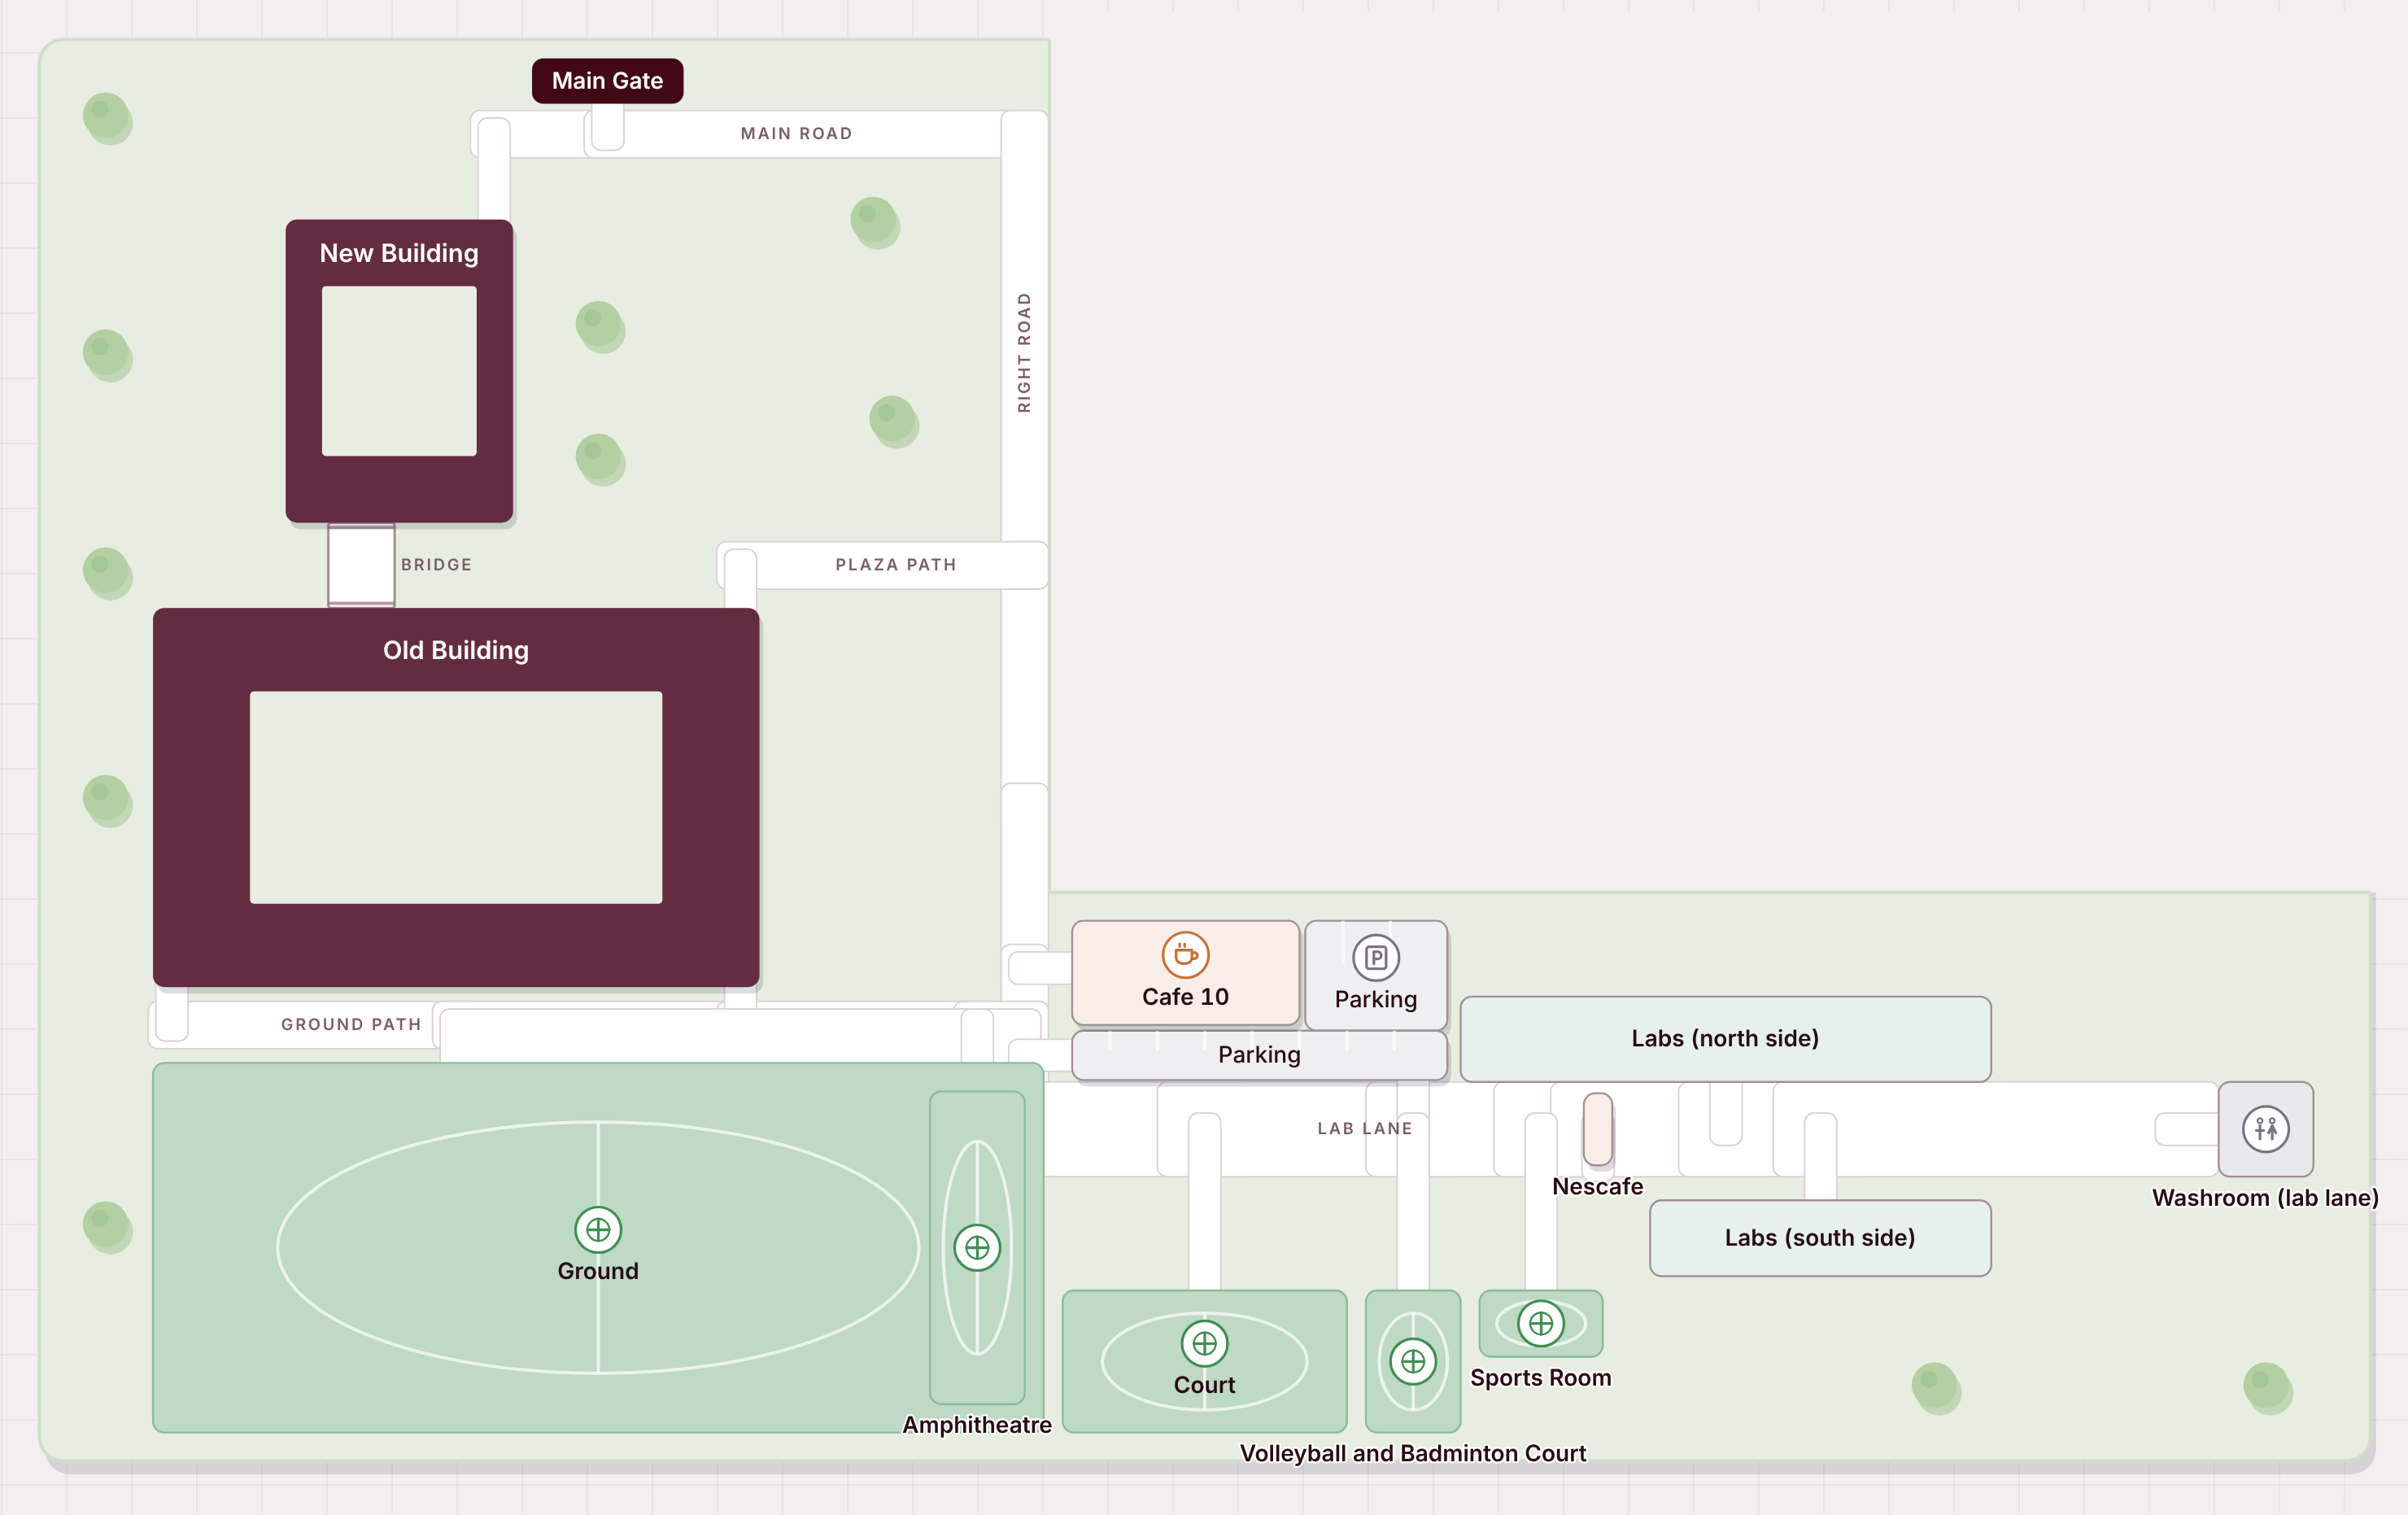 Main Gate
MAIN ROAD
New Building
RIGHT ROAD
BRIDGE
PLAZA PATH
Old Building
Cafe 10
P
Parking
GROUND PATH
Parking
Labs (north side)
LAB LANE
Nescafe
Washroom (lab lane)
Labs (south side)
Ground
Court
Sports Room
Amphitheatre
Volleyball and Badminton Court